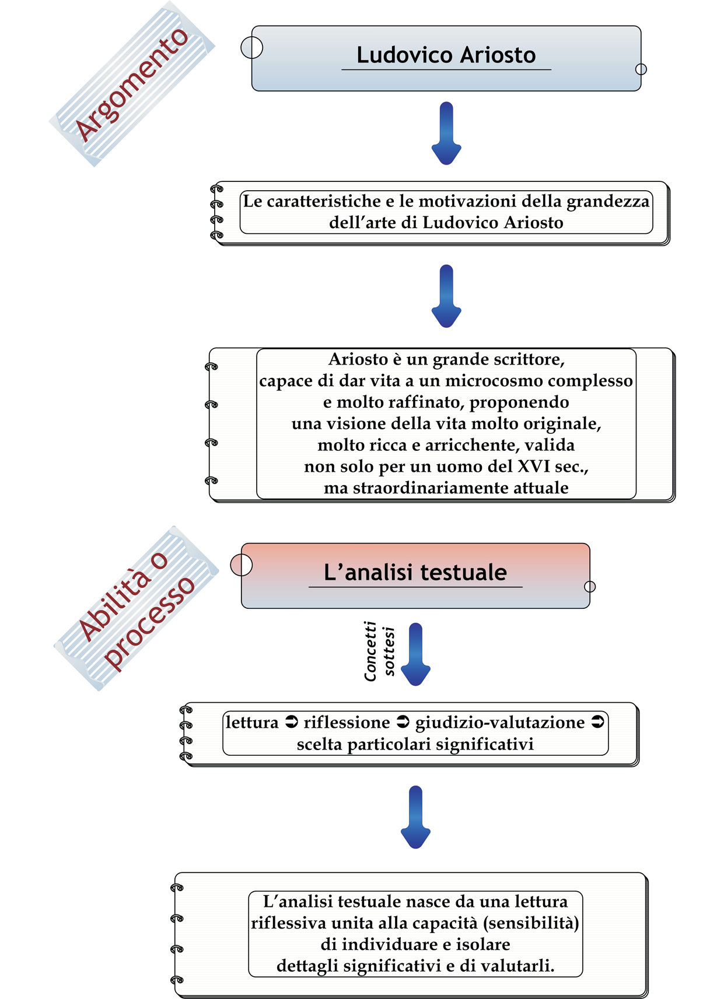 Argomento
Ludovico Ariosto
Le caratteristiche e le motivazioni della grandezza
dell’arte di Ludovico Ariosto
Ariosto è un grande scrittore,
capace di dar vita a un microcosmo complesso
e molto raffinato, proponendo
una visione della vita molto originale,
molto ricca e arricchente, valida
non solo per un uomo del XVI sec.,
ma straordinariamente attuale
Abilità o
processo
L’analisi testuale
Concetti
sottesi
lettura ➲ riflessione ➲ giudizio-valutazione ➲
scelta particolari significativi
L’analisi testuale nasce da una lettura
riflessiva unita alla capacità (sensibilità)
di individuare e isolare
dettagli significativi e di valutarli.